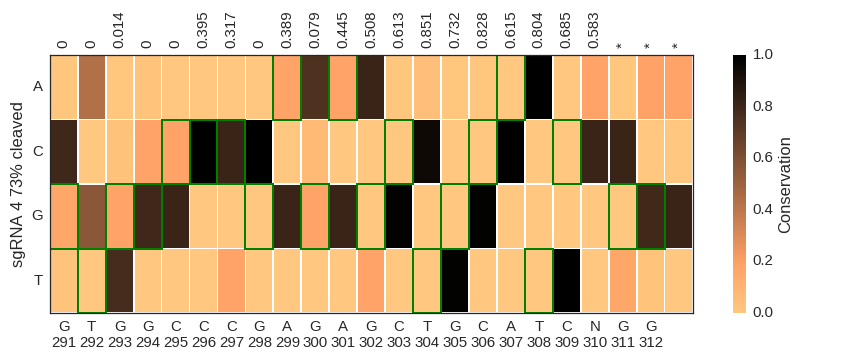 0 0 0.014 0 0 0.395 0.317 0 0.389 0.079 0.445 0.508 0.613 0.851 0.732 0.828 0.615 0.804 0.685 0.583 * * *
sgRNA 4 73% cleaved
A
C
G
T
G T G G C C C G A G A G C T G C A T C N G G
291 292 293 294 295 296 297 298 299 300 301 302 303 304 305 306 307 308 309 310 311 312
1.0
0.8
0.6
0.4
0.2
0.0
Conservation